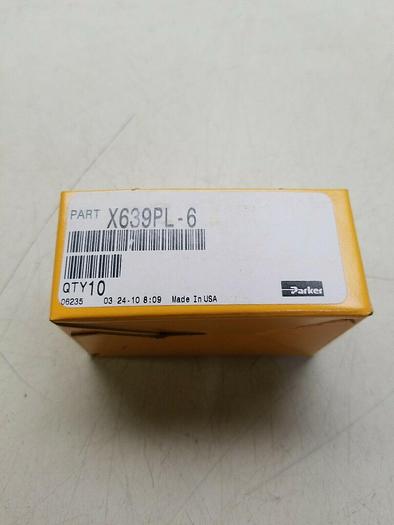 PART X639PL-6
QTY10
Parker
06235 03 24-10 8:09 Made In USA